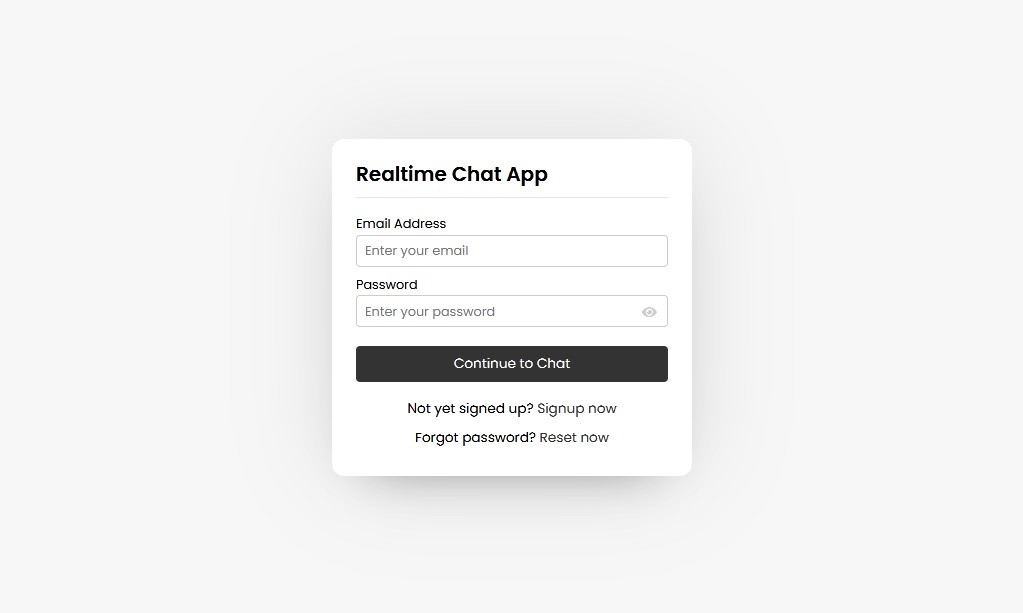 Realtime Chat App
Email Address
Enter your email
Password
Enter your password
Continue to Chat
Not yet signed up? Signup now
Forgot password? Reset now